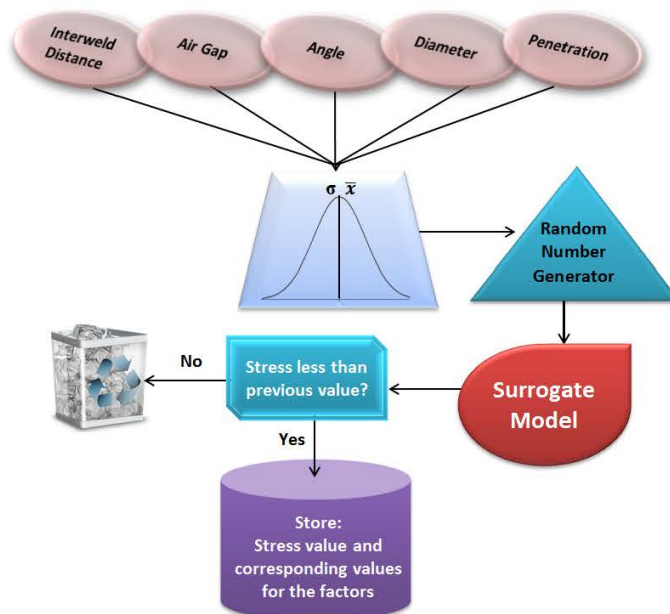 Interweld
Distance
Air Gap
Angle
Diameter
Penetration
σ x̅
Random
Number
Generator
No
Stress less than
previous value?
Surrogate
Model
Yes
Store:
Stress value and
corresponding values
for the factors